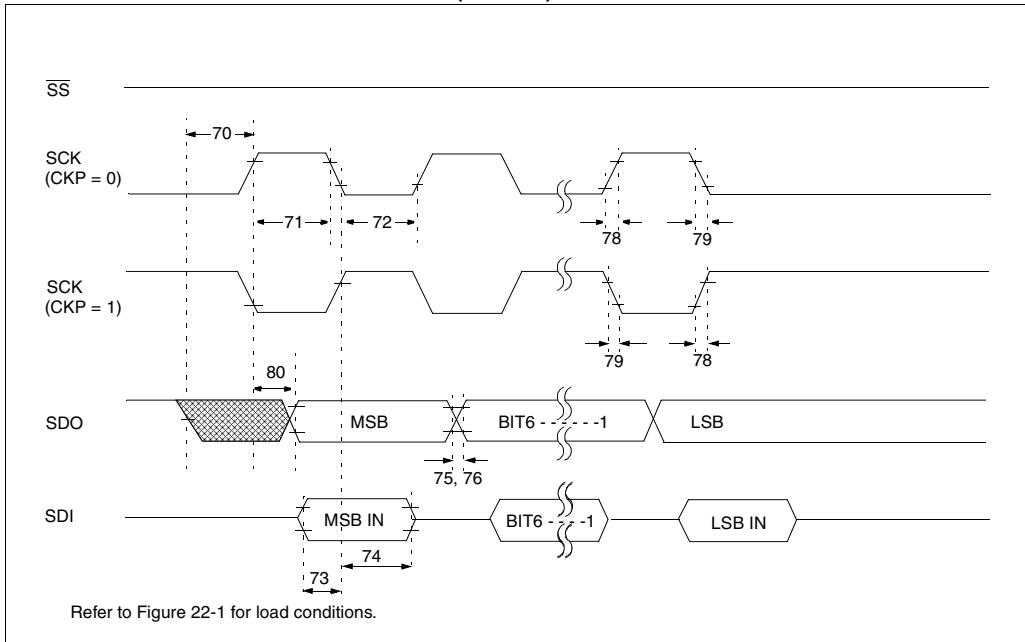 SS
70
SCK
(CKP = 0)
71
72
78
79
SCK
(CKP = 1)
79
78
80
SDO
MSB
BIT6 - - - - - -1
LSB
75, 76
SDI
MSB IN
BIT6 - - - -1
LSB IN
74
73
Refer to Figure 22-1 for load conditions.